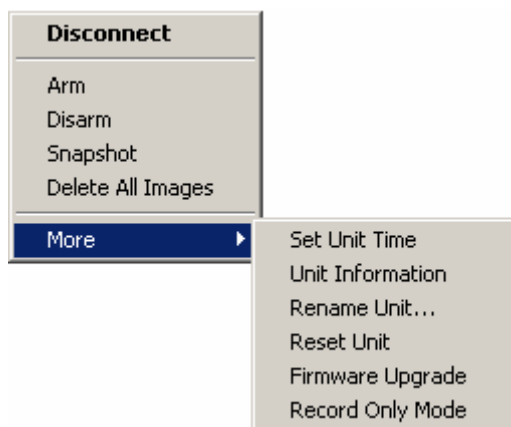 Disconnect
Arm
Disarm
Snapshot
Delete All Images
More
Set Unit Time
Unit Information
Rename Unit...
Reset Unit
Firmware Upgrade
Record Only Mode